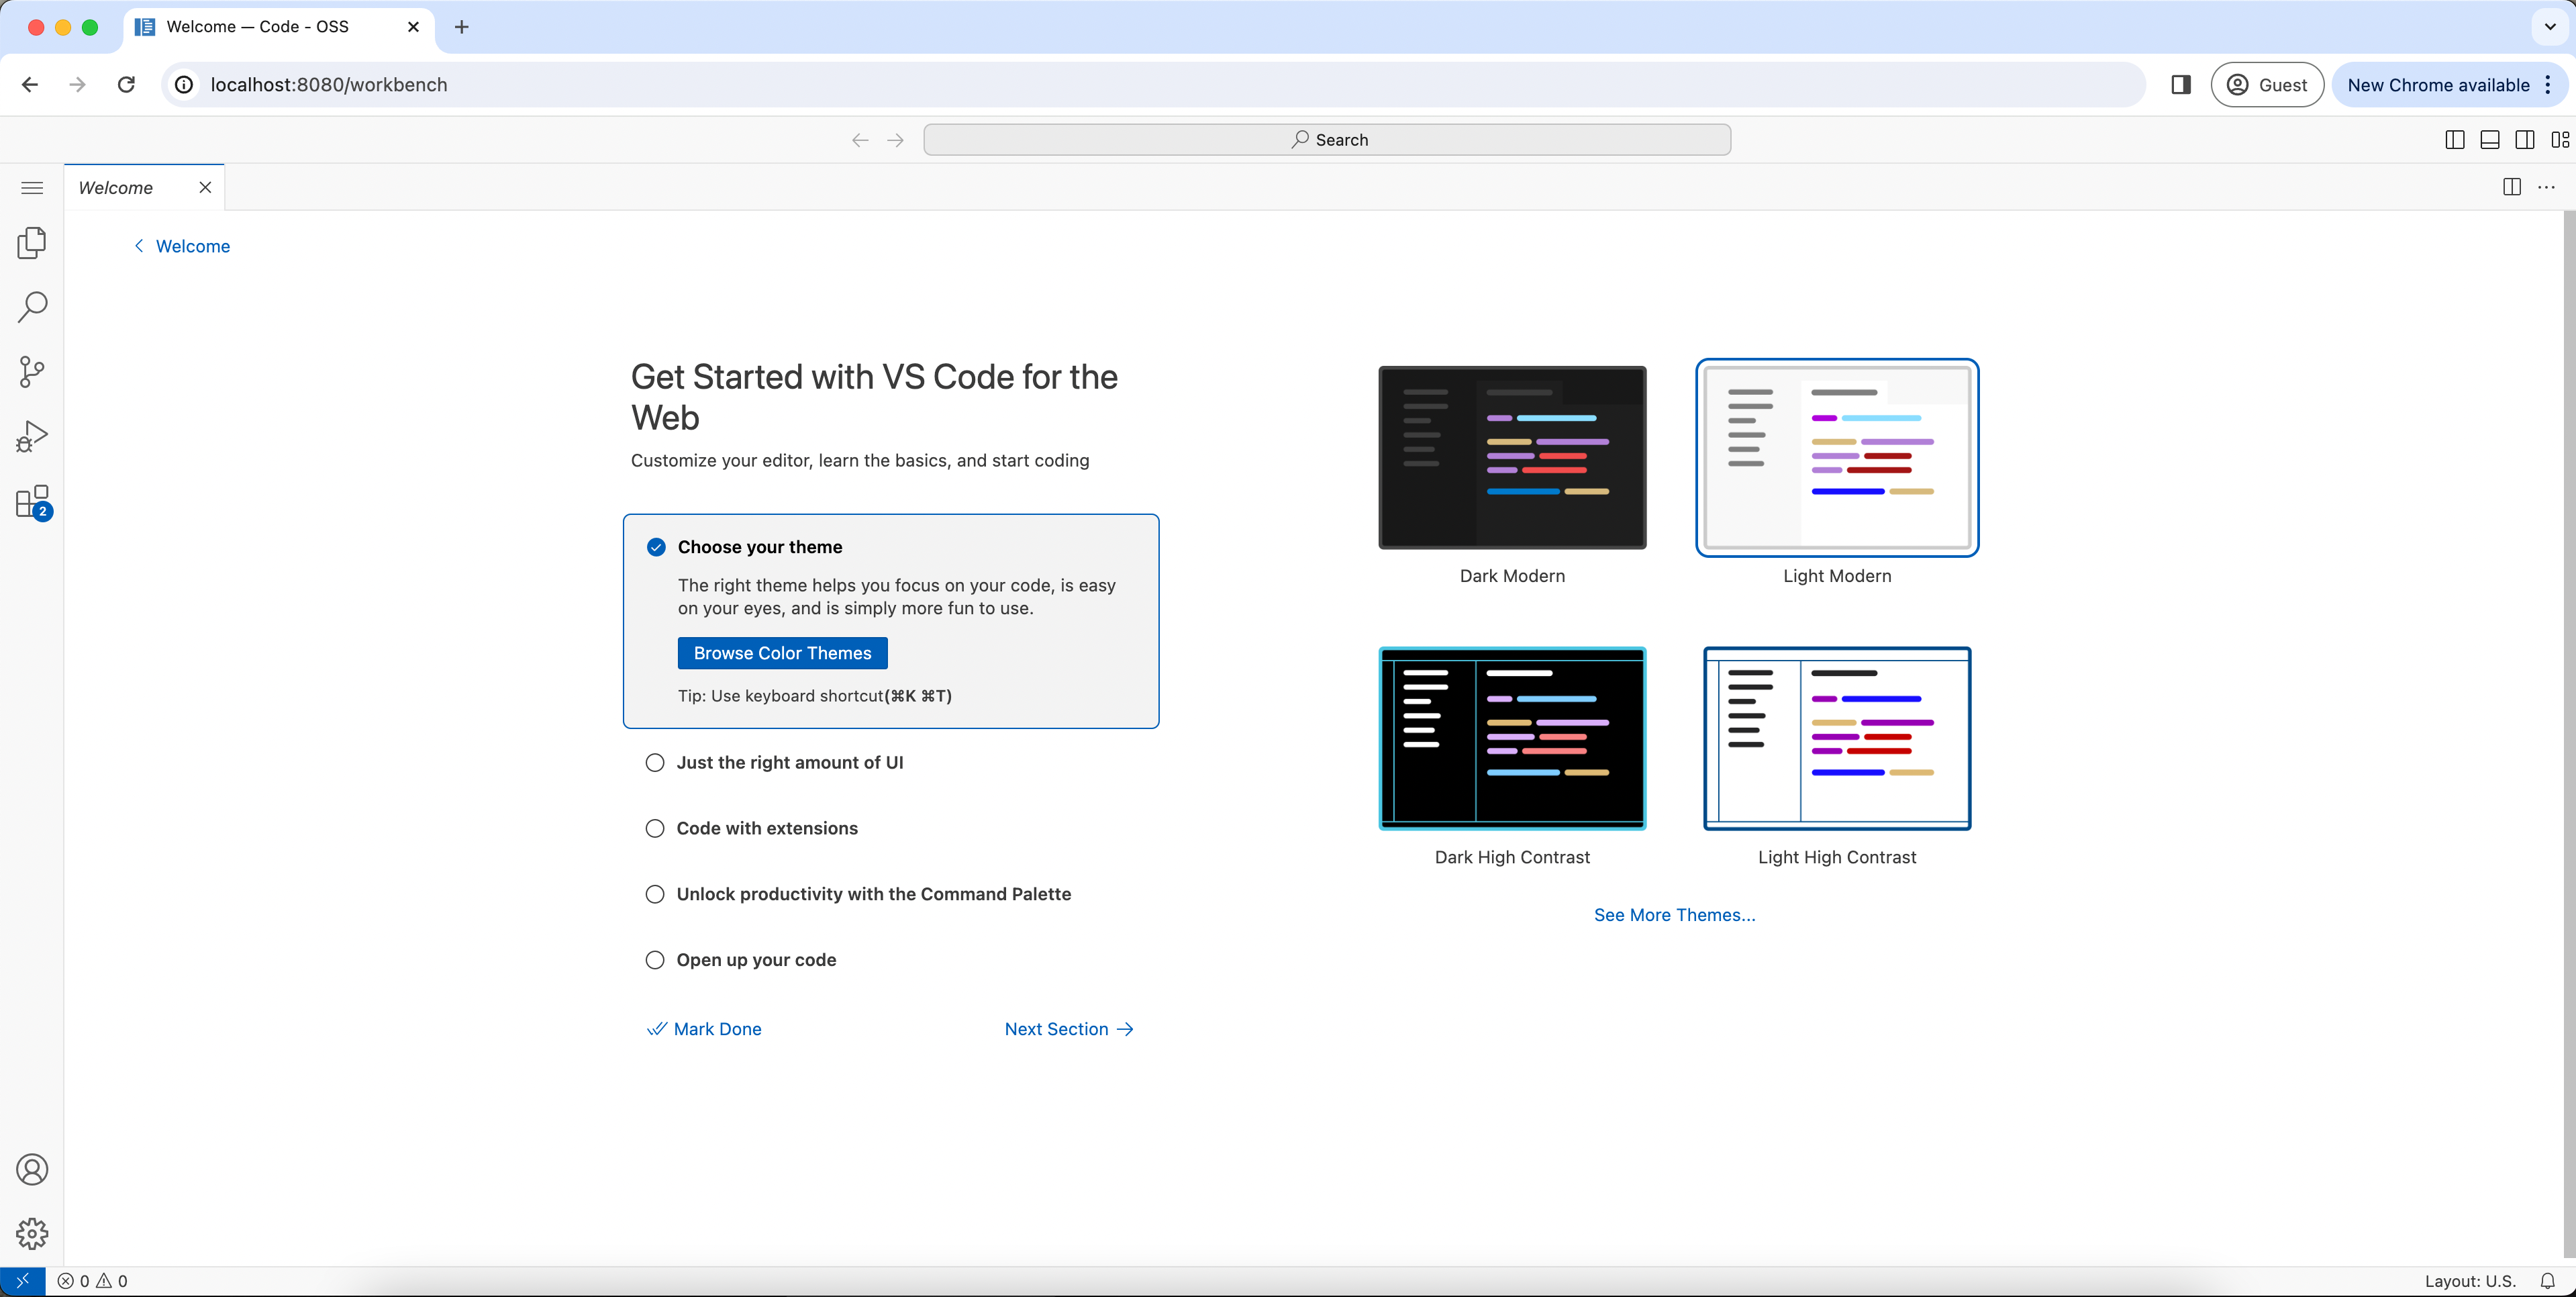 Welcome — Code - OSS
localhost:8080/workbench
Guest
New Chrome available
Search
Welcome
Welcome
2
Get Started with VS Code for the
Web
Customize your editor, learn the basics, and start coding
Choose your theme
The right theme helps you focus on your code, is easy
on your eyes, and is simply more fun to use.
Browse Color Themes
Tip: Use keyboard shortcut(⌘K ⌘T)
Just the right amount of UI
Code with extensions
Unlock productivity with the Command Palette
Open up your code
Mark Done
Next Section
Dark Modern
Light Modern
Dark High Contrast
Light High Contrast
See More Themes...
0 0
Layout: U.S.